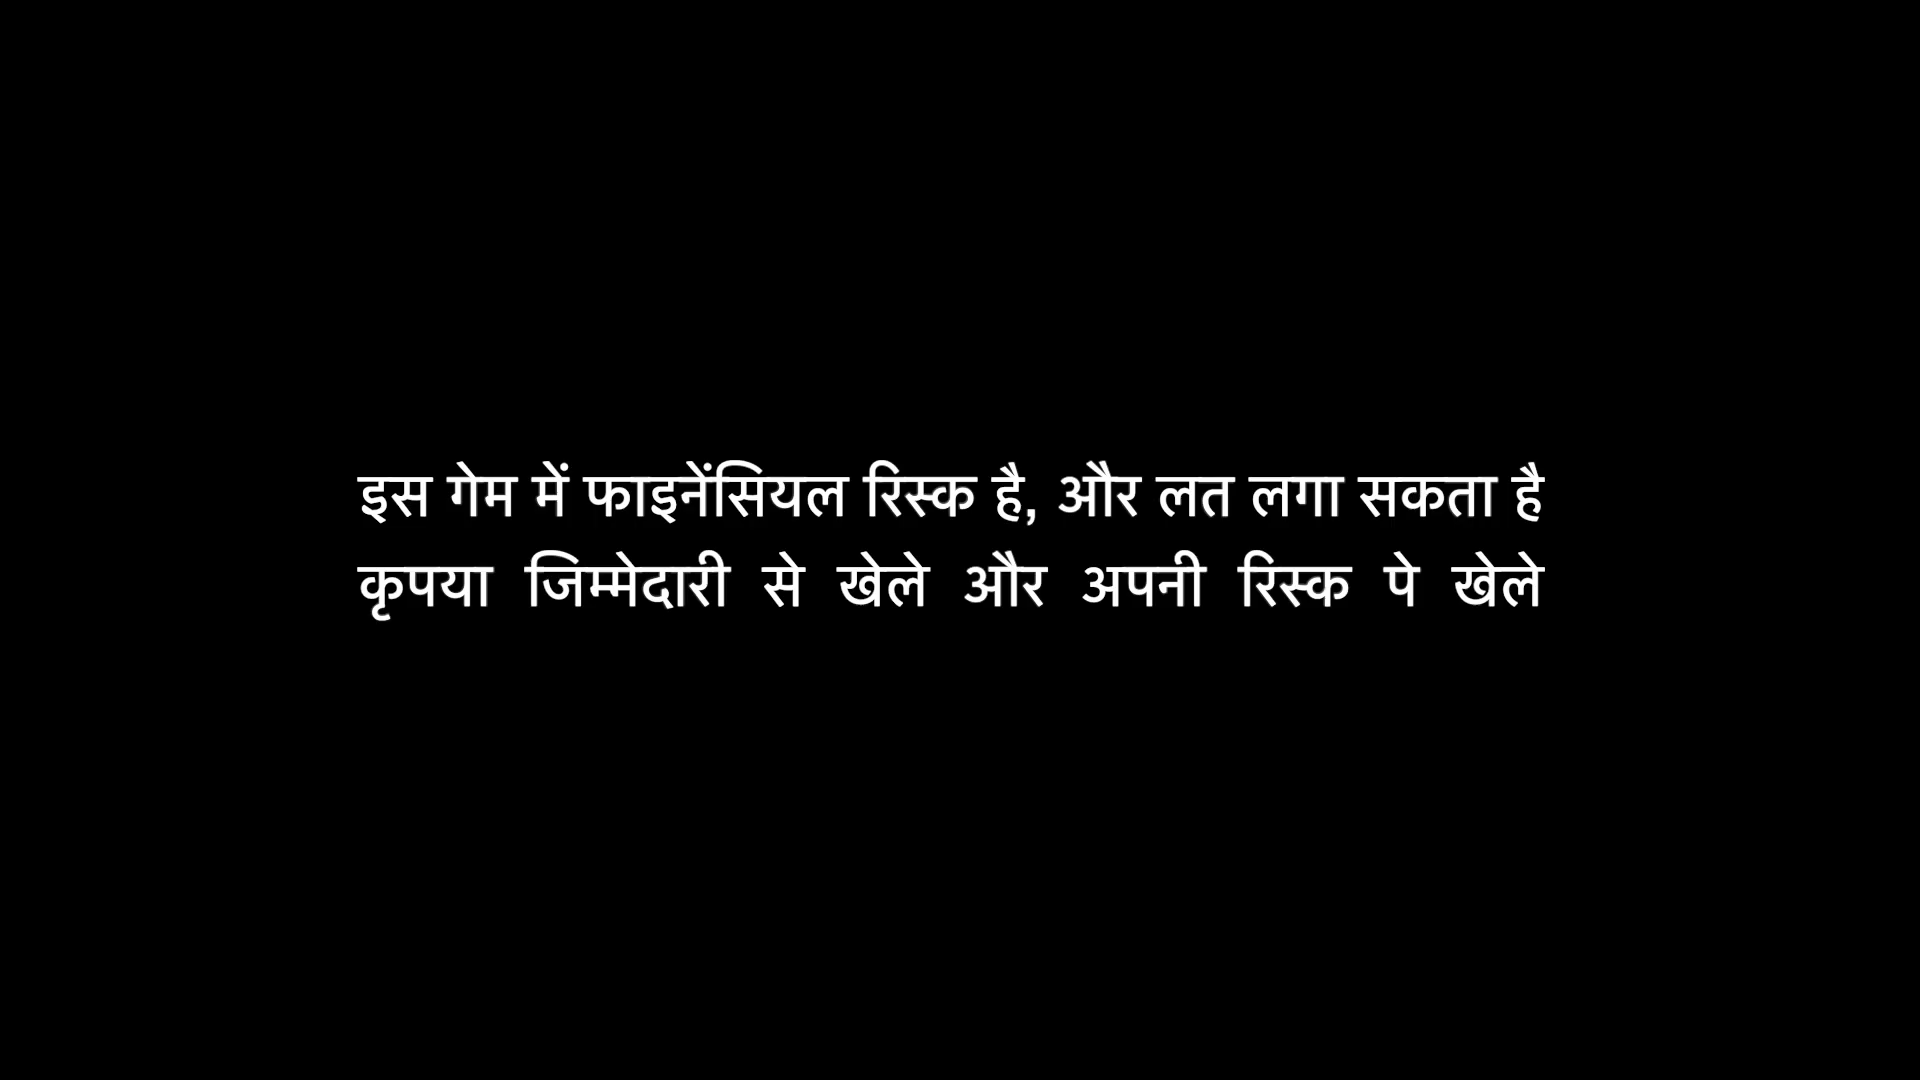 इस गेम में फाइनेंसियल रिस्क है, और लत लगा सकता है
कृपया जिम्मेदारी से खेले और अपनी रिस्क पे खेले